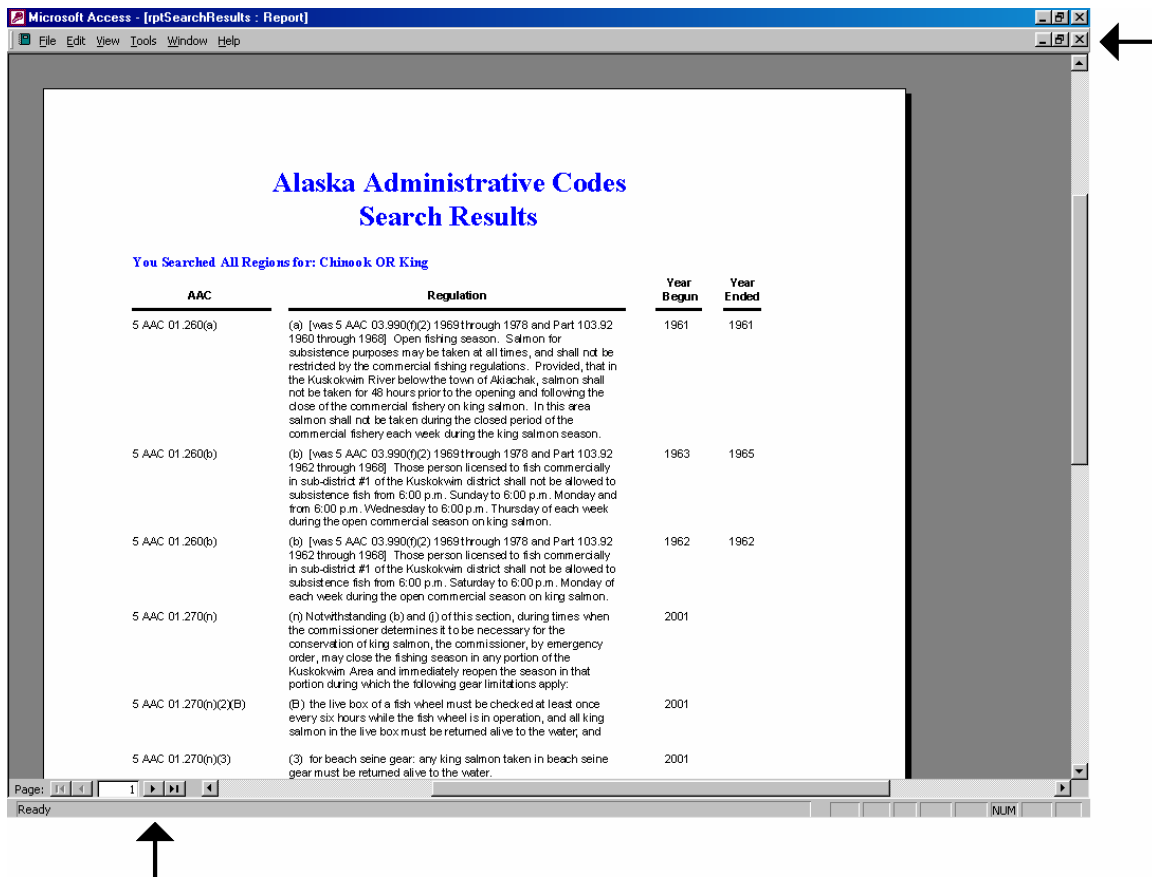 Microsoft Access - [rptSearchResults : Report]
File Edit View Tools Window Help
Alaska Administrative Codes
Search Results
You Searched All Regions for: Chinook OR King
AAC Regulation Year Begun Year Ended
5 AAC 01.260(a) (a) [was 5 AAC 03.990(f)(2) 1969 through 1978 and Part 103.92 1961 1961
1960 through 1968] Open fishing season. Salmon for
subsistence purposes may be taken at all times, and shall not be
restricted by the commercial fishing regulations. Provided, that in
the Kuskokwim River below the town of Akiachak, salmon shall
not be taken for 48 hours prior to the opening and following the
close of the commercial fishery on king salmon. In this area
salmon shall not be taken during the closed period of the
commercial fishery each week during the king salmon season.
5 AAC 01.260(b) (b) [was 5 AAC 03.990(f)(2) 1969 through 1978 and Part 103.92 1963 1965
1962 through 1968] Those person licensed to fish commercially
in sub-district #1 of the Kuskokwim district shall not be allowed to
subsistence fish from 6:00 p.m. Sunday to 6:00 p.m. Monday and
from 6:00 p.m. Wednesday to 6:00 p.m. Thursday of each week
during the open commercial season on king salmon.
5 AAC 01.260(b) (b) [was 5 AAC 03.990(f)(2) 1969 through 1978 and Part 103.92 1962 1962
1962 through 1968] Those person licensed to fish commercially
in sub-district #1 of the Kuskokwim district shall not be allowed to
subsistence fish from 6:00 p.m. Saturday to 6:00 p.m. Monday of
each week during the open commercial season on king salmon.
5 AAC 01.270(n) (n) Notwithstanding (b) and (j) of this section, during times when 2001
the commissioner determines it to be necessary for the
conservation of king salmon, the commissioner, by emergency
order, may close the fishing season in any portion of the
Kuskokwim Area and immediately reopen the season in that
portion during which the following gear limitations apply:
5 AAC 01.270(n)(2)(B) (B) the live box of a fish wheel must be checked at least once 2001
every six hours while the fish wheel is in operation, and all king
salmon in the live box must be returned alive to the water; and
5 AAC 01.270(n)(3) (3) for beach seine gear: any king salmon taken in beach seine 2001
gear must be returned alive to the water.
Page: 1
Ready NUM